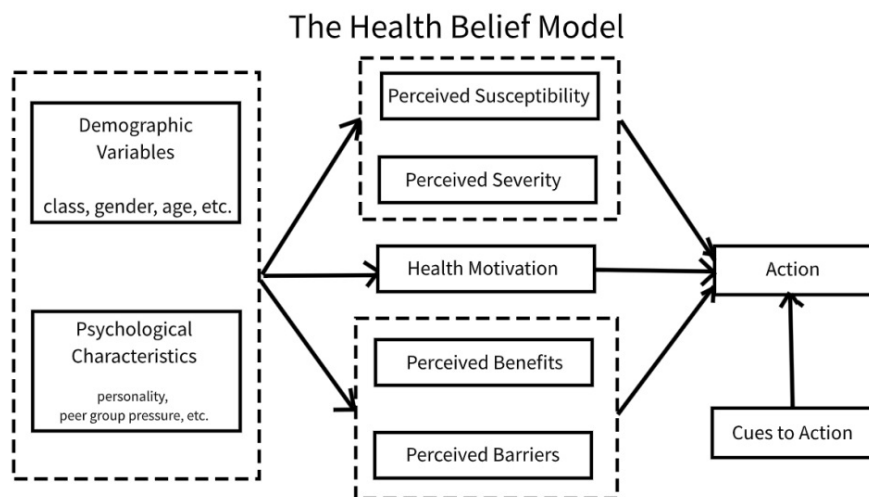 The Health Belief Model
Demographic
Variables
class, gender, age, etc.
Psychological
Characteristics
personality,
peer group pressure, etc.
Perceived Susceptibility
Perceived Severity
Health Motivation
Perceived Benefits
Perceived Barriers
Action
Cues to Action